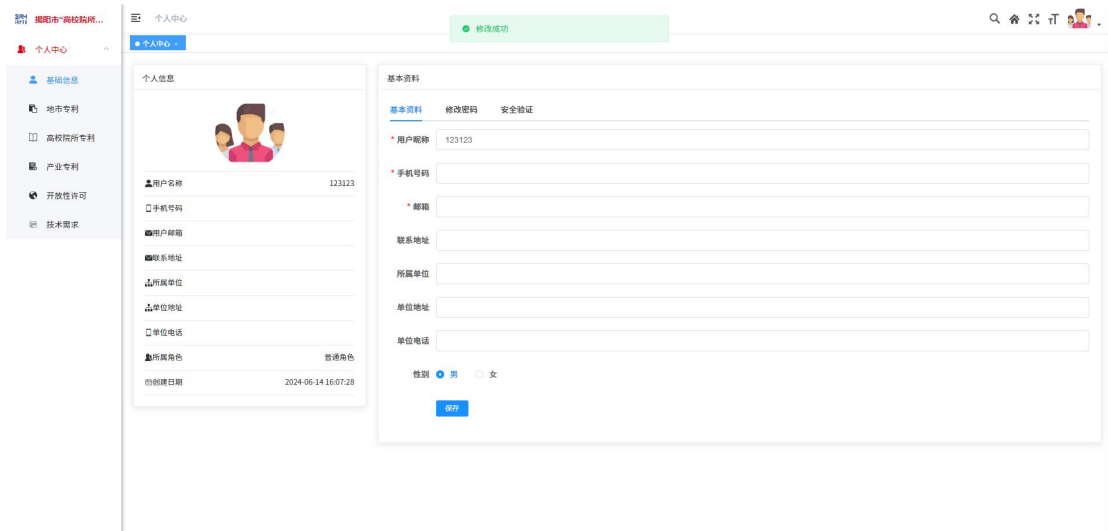 揭阳市"高校院所...
个人中心
基础信息
地市专利
高校院所专利
产业专利
开放性许可
技术需求
个人中心
修改成功
个人中心 ×
个人信息
用户名称 123123
手机号码
用户邮箱
联系地址
所属单位
单位地址
单位电话
所属角色 普通角色
创建日期 2024-06-14 16:07:28
基本资料
基本资料 修改密码 安全验证
* 用户昵称 123123
* 手机号码
* 邮箱
联系地址
所属单位
单位地址
单位电话
性别 男 女
保存